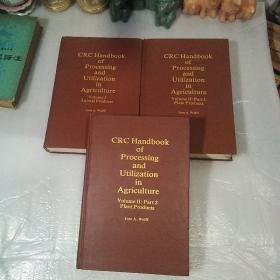 CRC Handbook
of
Processing
and
Utilization
in
Agriculture
Volume I
Animal Products
Ivan A. Wolff
CRC Handbook
of
Processing
and
Utilization
in
Agriculture
Volume II: Part 1
Plant Products
Ivan A. Wolff
CRC Handbook
of
Processing
and
Utilization
in
Agriculture
Volume II: Part 2
Plant Products
Ivan A. Wolff